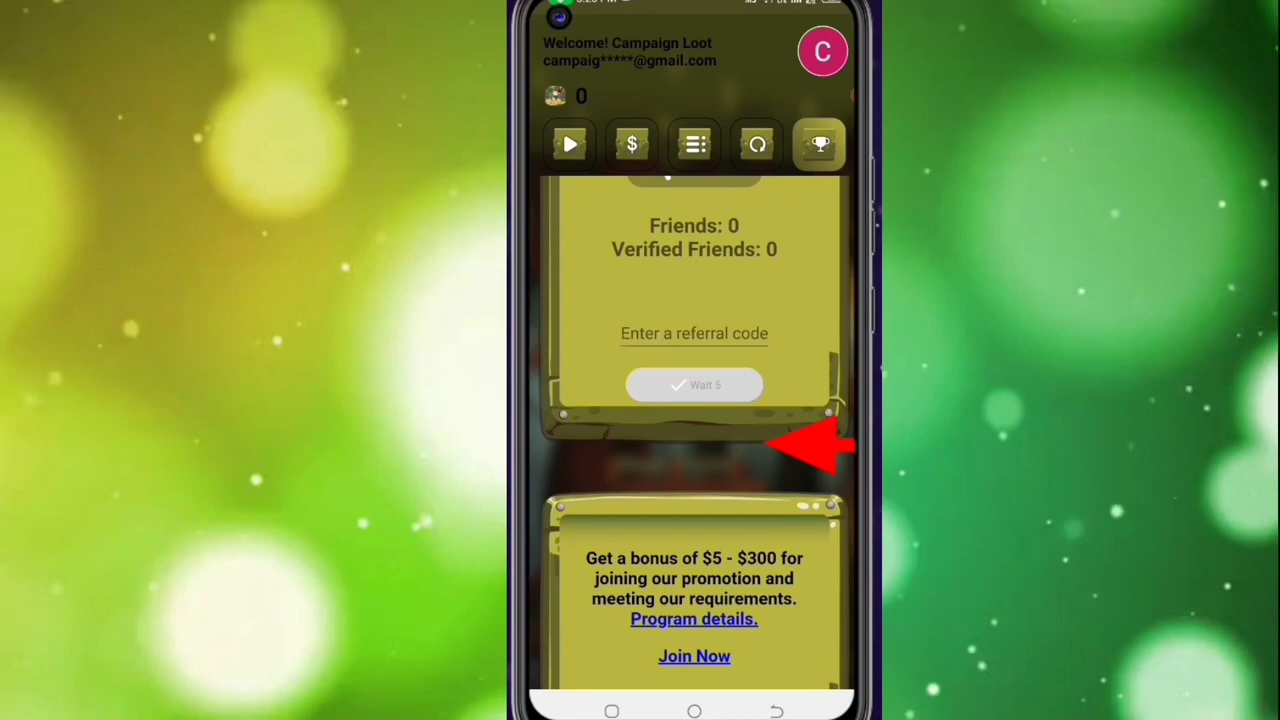 Welcome! Campaign Loot
campaig*****@gmail.com
C
0
$
Friends: 0
Verified Friends: 0
Enter a referral code
Wait 5
Get a bonus of $5 - $300 for
joining our promotion and
meeting our requirements.
Program details.
Join Now